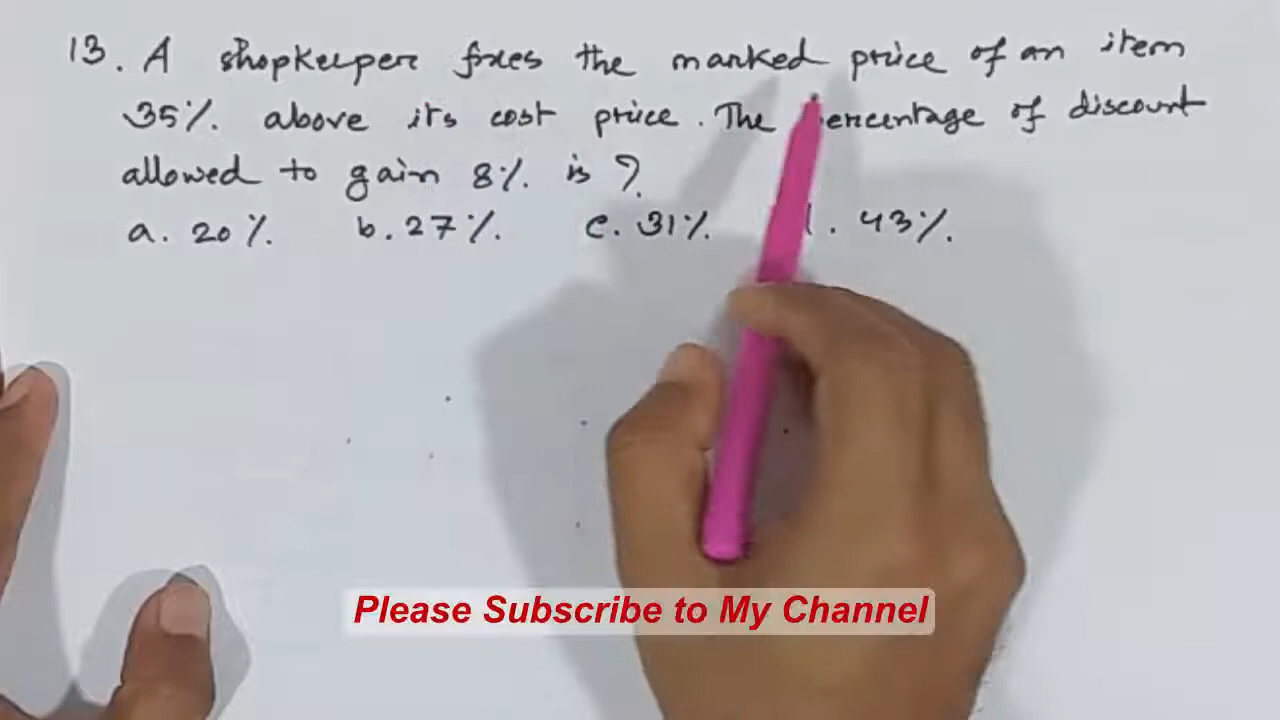 13. A shopkeeper fixes the marked price of an item
35% above its cost price. The percentage of discount
allowed to gain 8% is ?
a. 20%. b. 27%. c. 31%. d. 43%.
Please Subscribe to My Channel